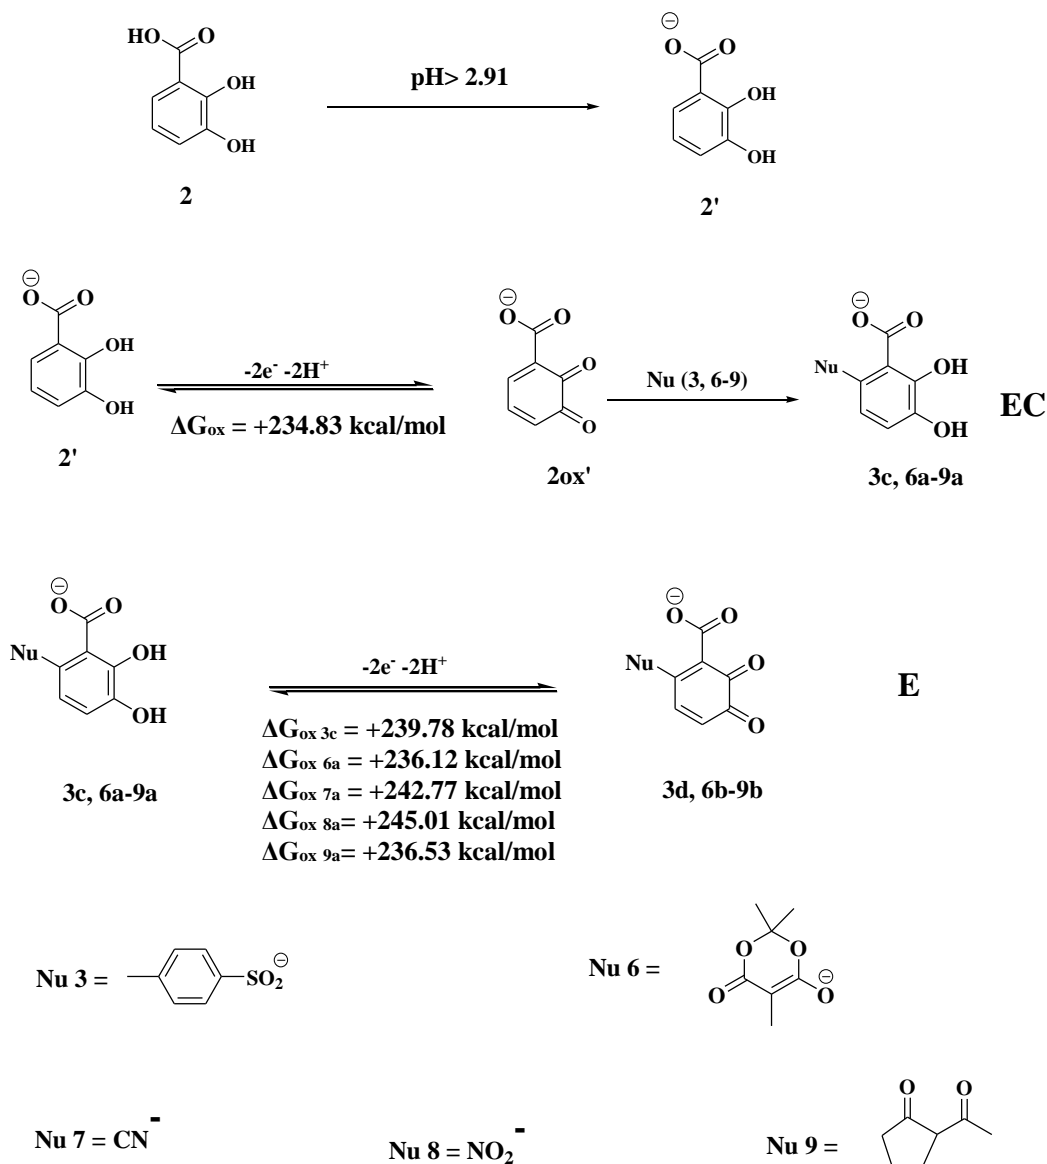 HO O
OH
OH
2
pH> 2.91
⊖
O O
OH
OH
2'
⊖
O O
OH
OH
2'
-2e⁻ -2H⁺
ΔGox = +234.83 kcal/mol
⊖
O O
O
O
2ox'
Nu (3, 6-9)
⊖
O O
Nu OH
OH
3c, 6a-9a
EC
⊖
O O
Nu OH
OH
3c, 6a-9a
-2e⁻ -2H⁺
ΔGox 3c = +239.78 kcal/mol
ΔGox 6a = +236.12 kcal/mol
ΔGox 7a = +242.77 kcal/mol
ΔGox 8a= +245.01 kcal/mol
ΔGox 9a= +236.53 kcal/mol
⊖
O O
Nu O
O
3d, 6b-9b
E
Nu 3 = SO₂⊖
Nu 6 =
O O
O O⊖
Nu 7 = CN⁻
Nu 8 = NO₂⁻
Nu 9 =
O O